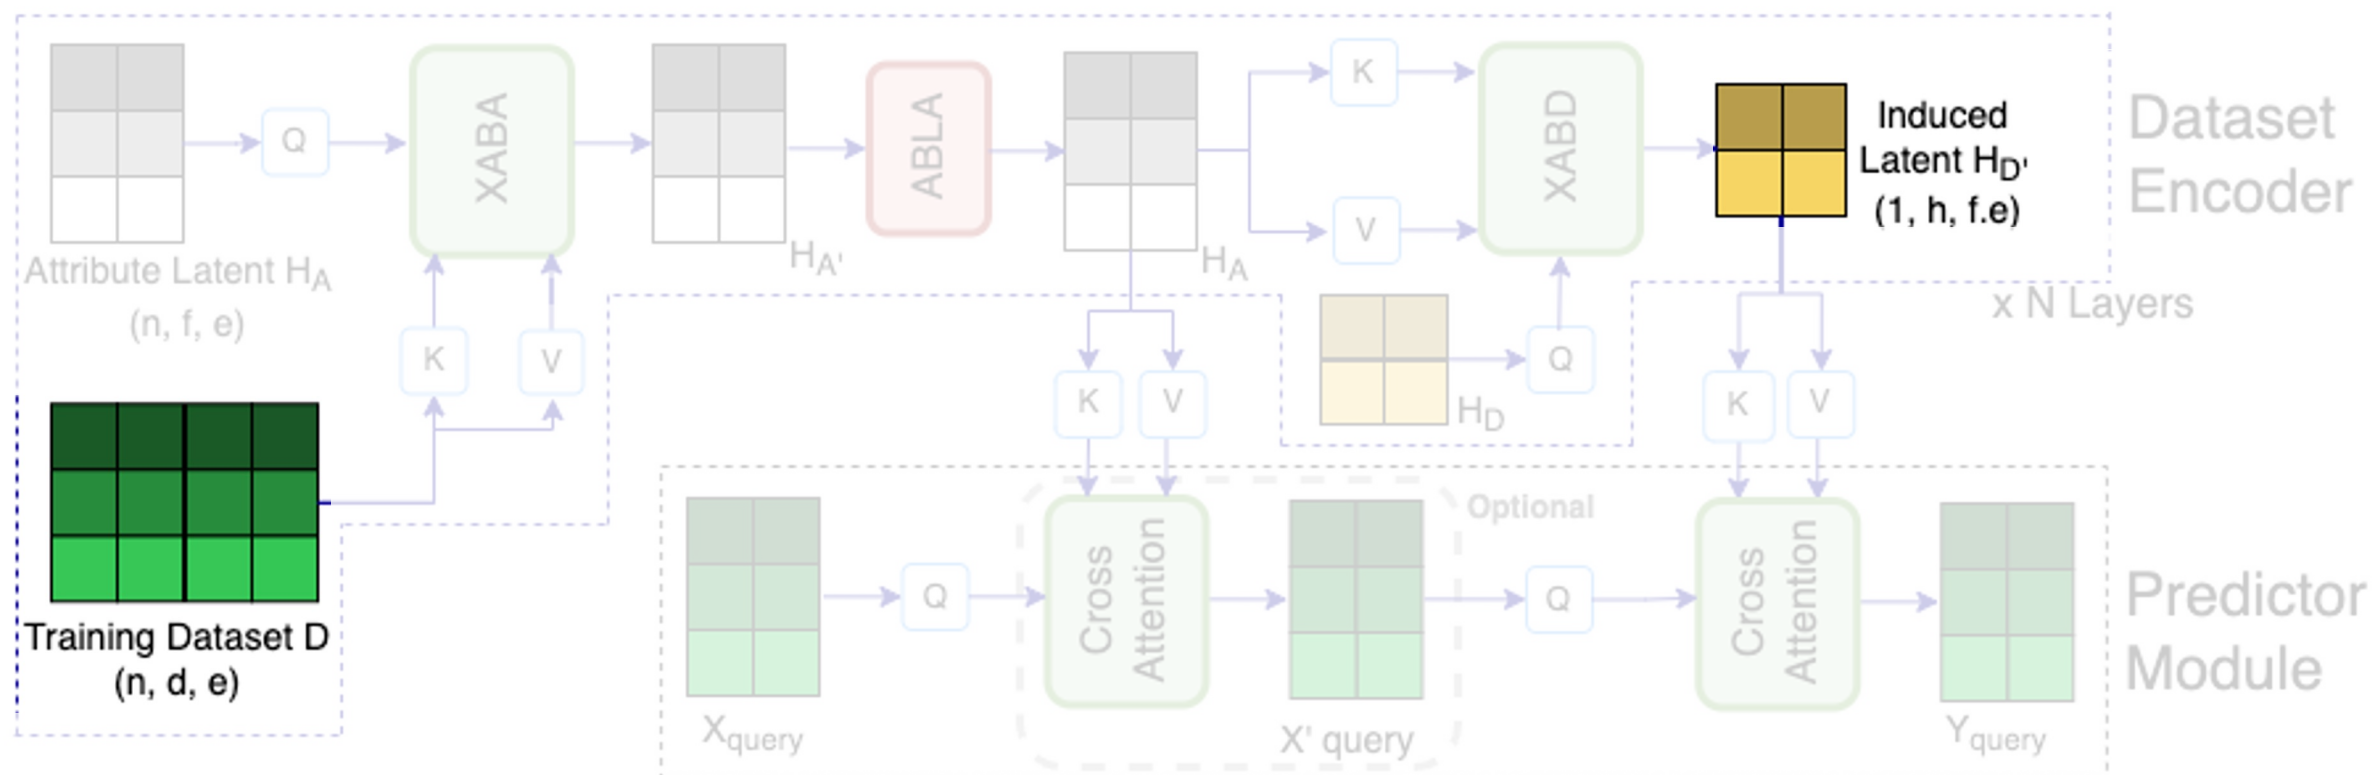 Q
XABA
ABLA
K
V
XABD
Induced
Latent H_D'
(1, h, f.e)
Dataset
Encoder
Attribute Latent H_A
(n, f, e)
H_A'
H_A
x N Layers
K
V
Q
H_D
K
V
K
V
Training Dataset D
(n, d, e)
Optional
Q
Cross
Attention
Q
Cross
Attention
X_query
X' query
Y_query
Predictor
Module